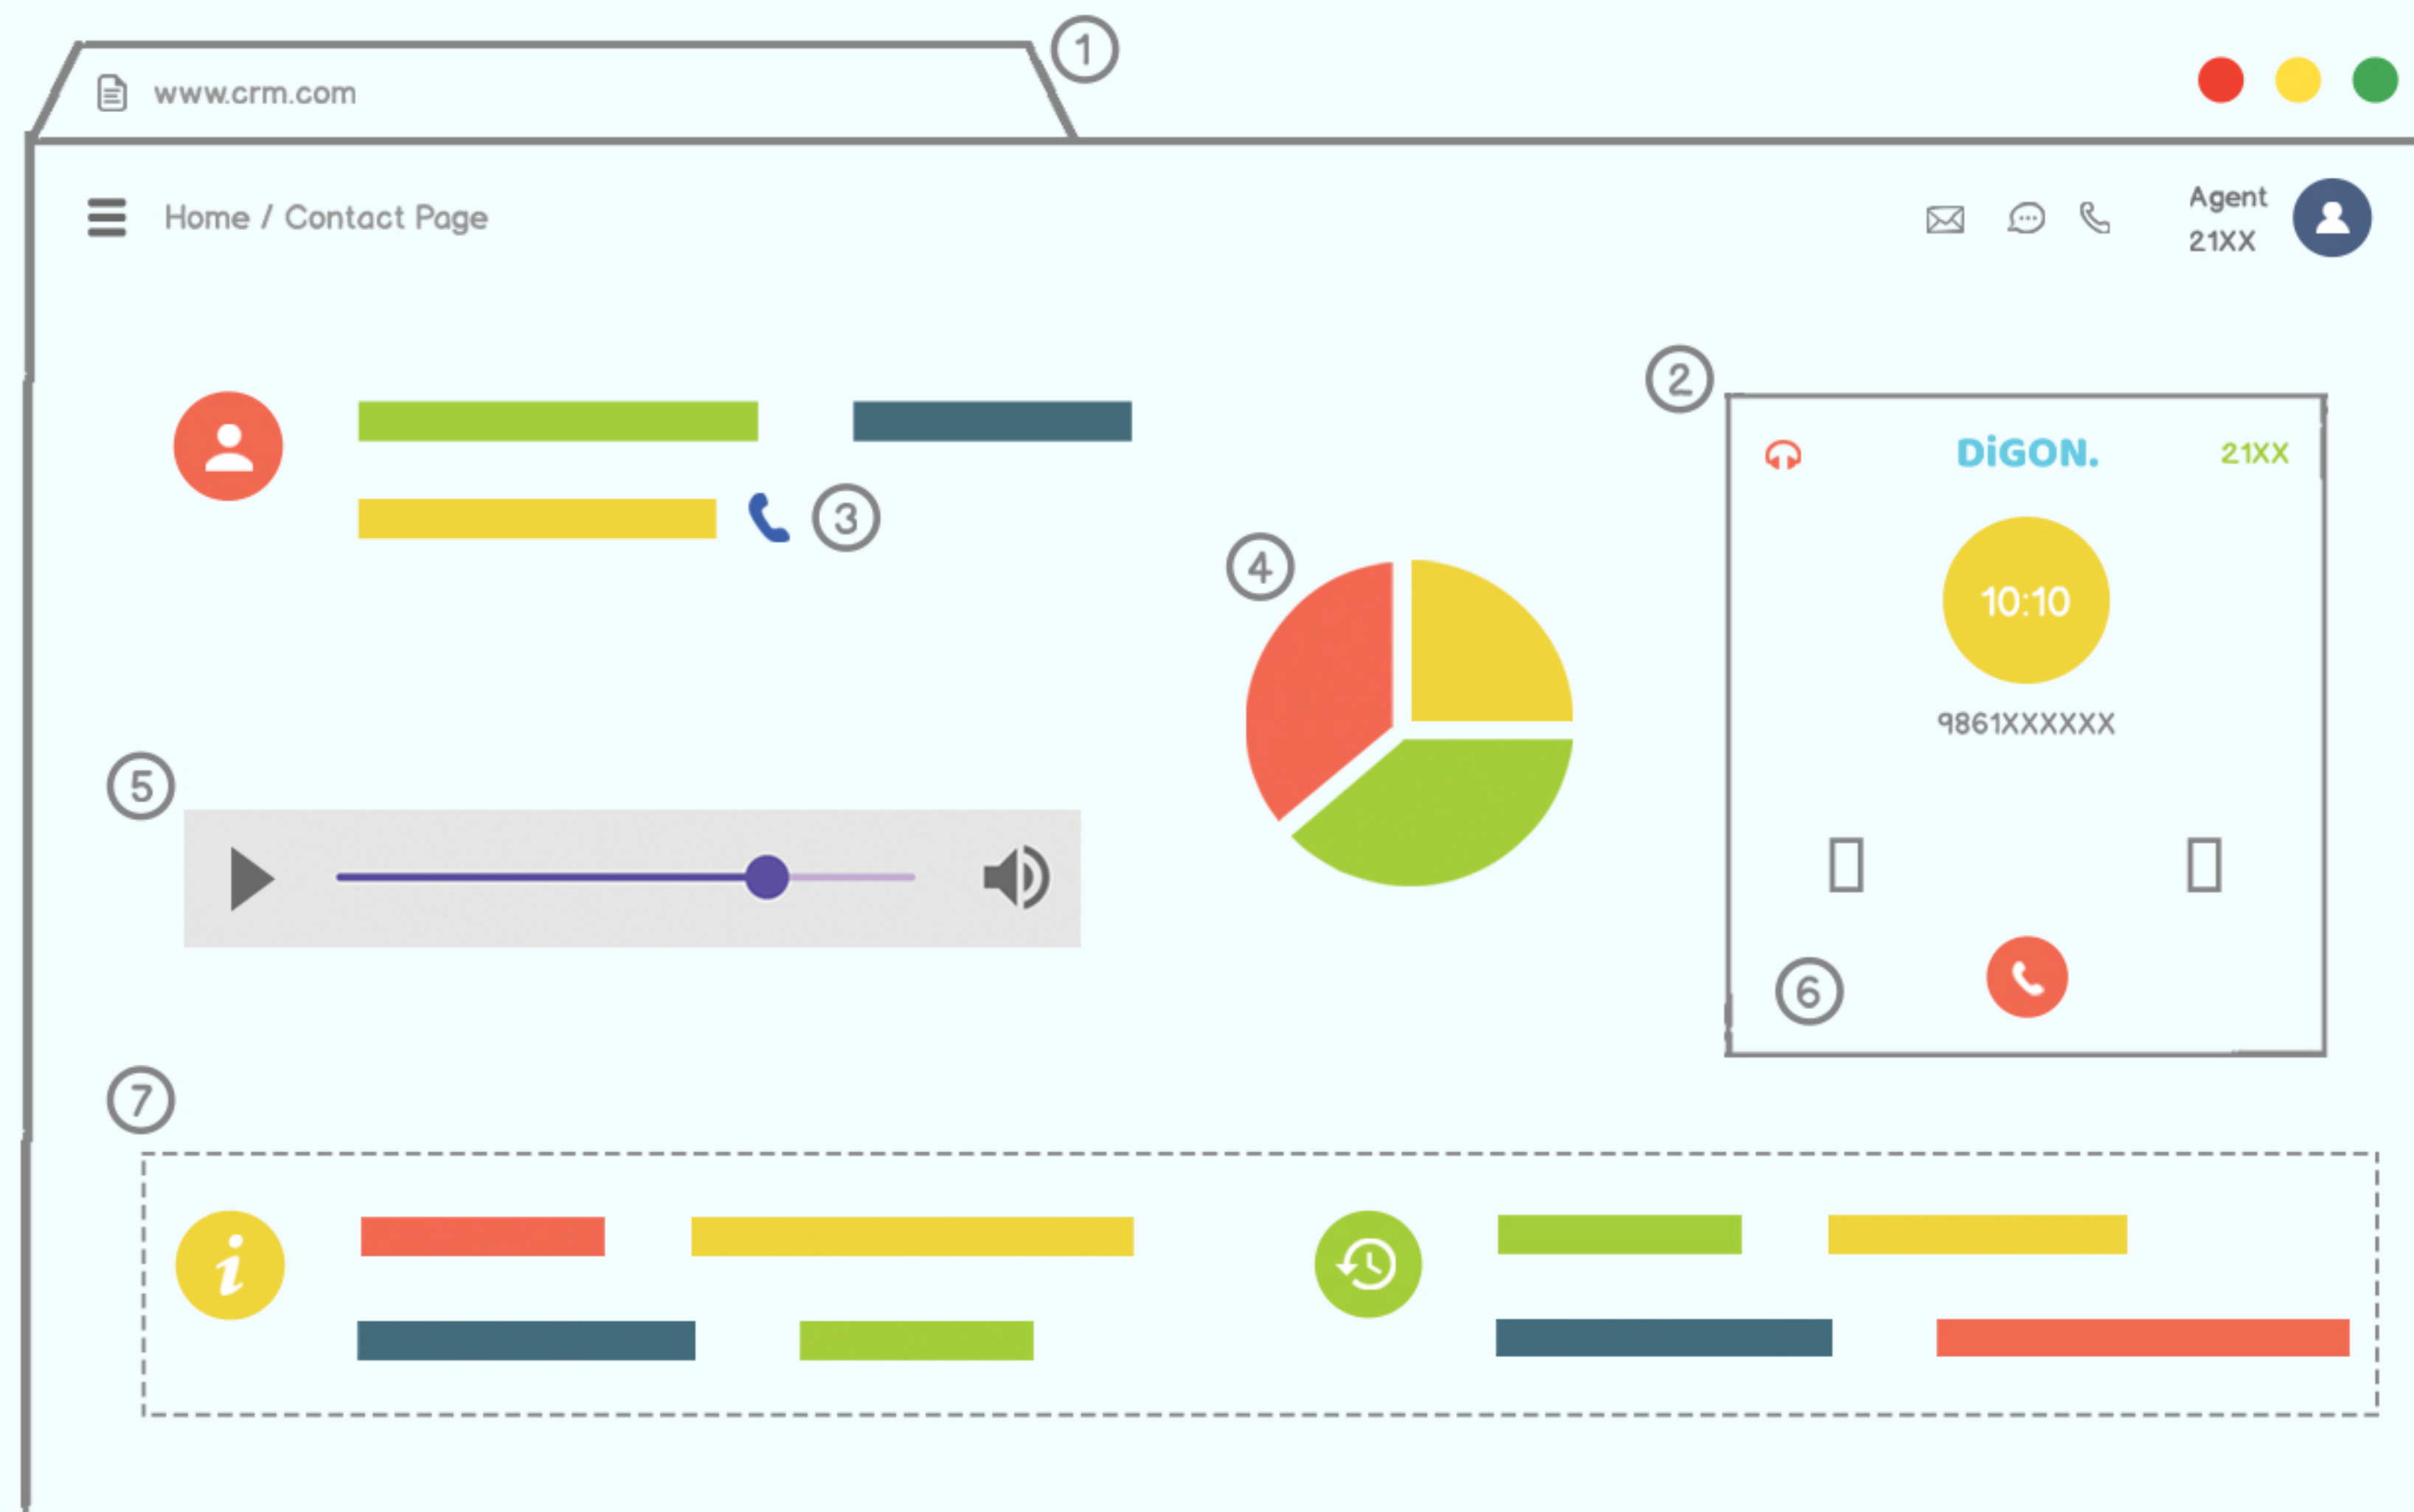 1
www.crm.com
Home / Contact Page
Agent
21XX
2
DiGON.
21XX
3
10:10
4
9861XXXXXX
5
6
7
i